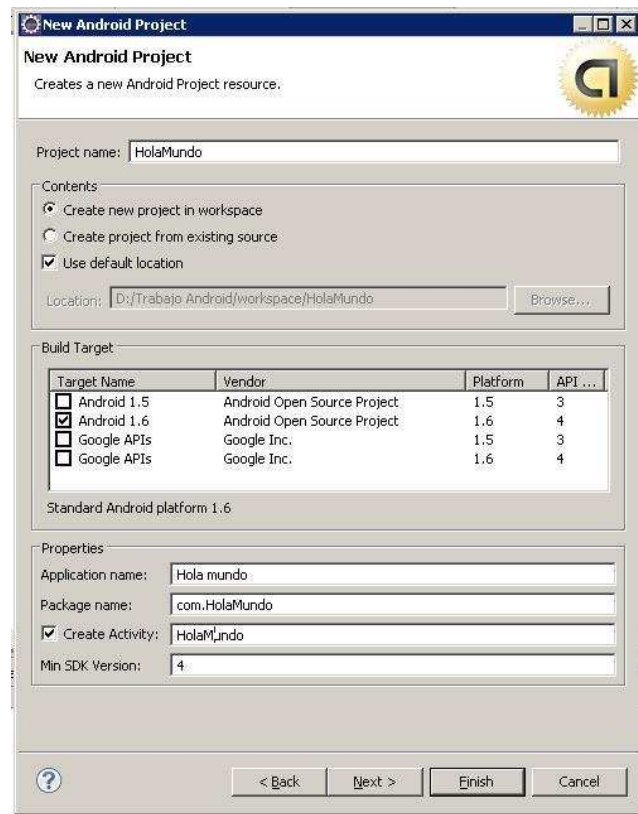 New Android Project
New Android Project
Creates a new Android Project resource.
Project name: HolaMundo
Contents
Create new project in workspace
Create project from existing source
Use default location
Location: D:/Trabajo Android/workspace/HolaMundo Browse...
Build Target
Target Name Vendor Platform API ...
Android 1.5 Android Open Source Project 1.5 3
Android 1.6 Android Open Source Project 1.6 4
Google APIs Google Inc. 1.5 3
Google APIs Google Inc. 1.6 4
Standard Android platform 1.6
Properties
Application name: Hola mundo
Package name: com.HolaMundo
Create Activity: HolaMundo
Min SDK Version: 4
? < Back Next > Finish Cancel